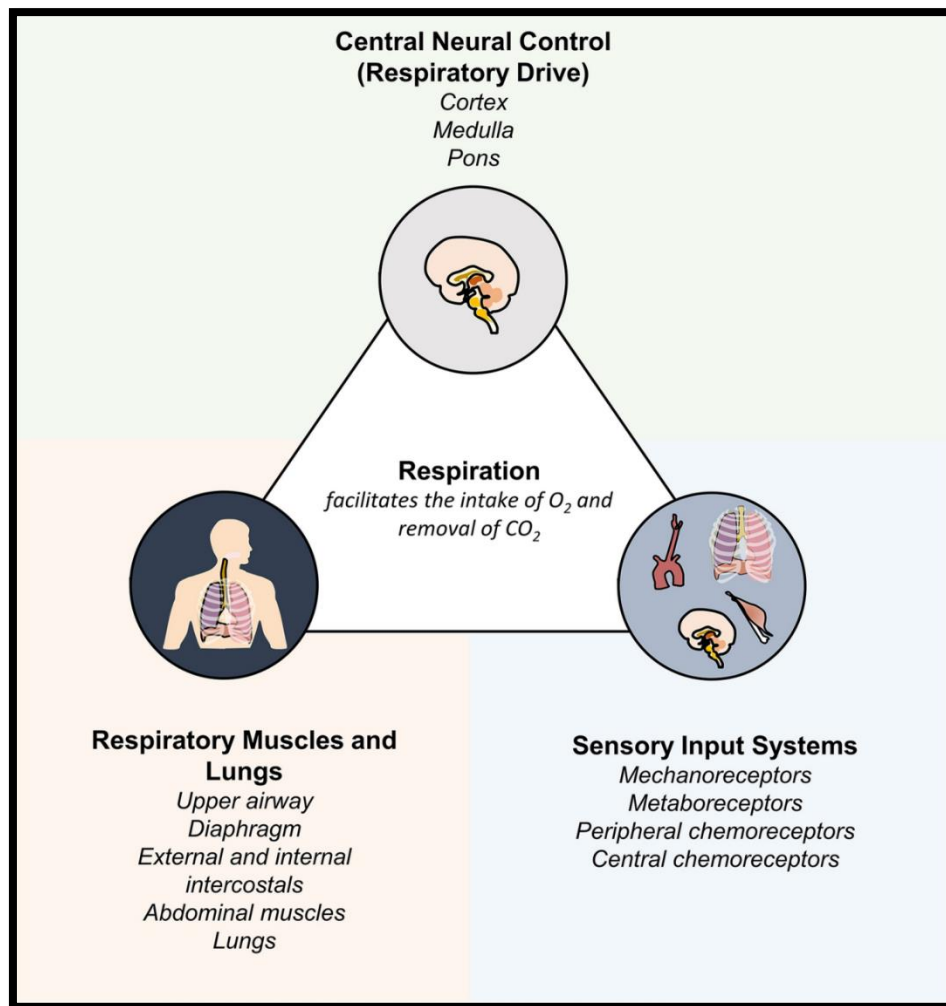 Central Neural Control
(Respiratory Drive)
Cortex
Medulla
Pons
Respiration
facilitates the intake of O₂ and
removal of CO₂
Respiratory Muscles and
Lungs
Upper airway
Diaphragm
External and internal
intercostals
Abdominal muscles
Lungs
Sensory Input Systems
Mechanoreceptors
Metaboreceptors
Peripheral chemoreceptors
Central chemoreceptors